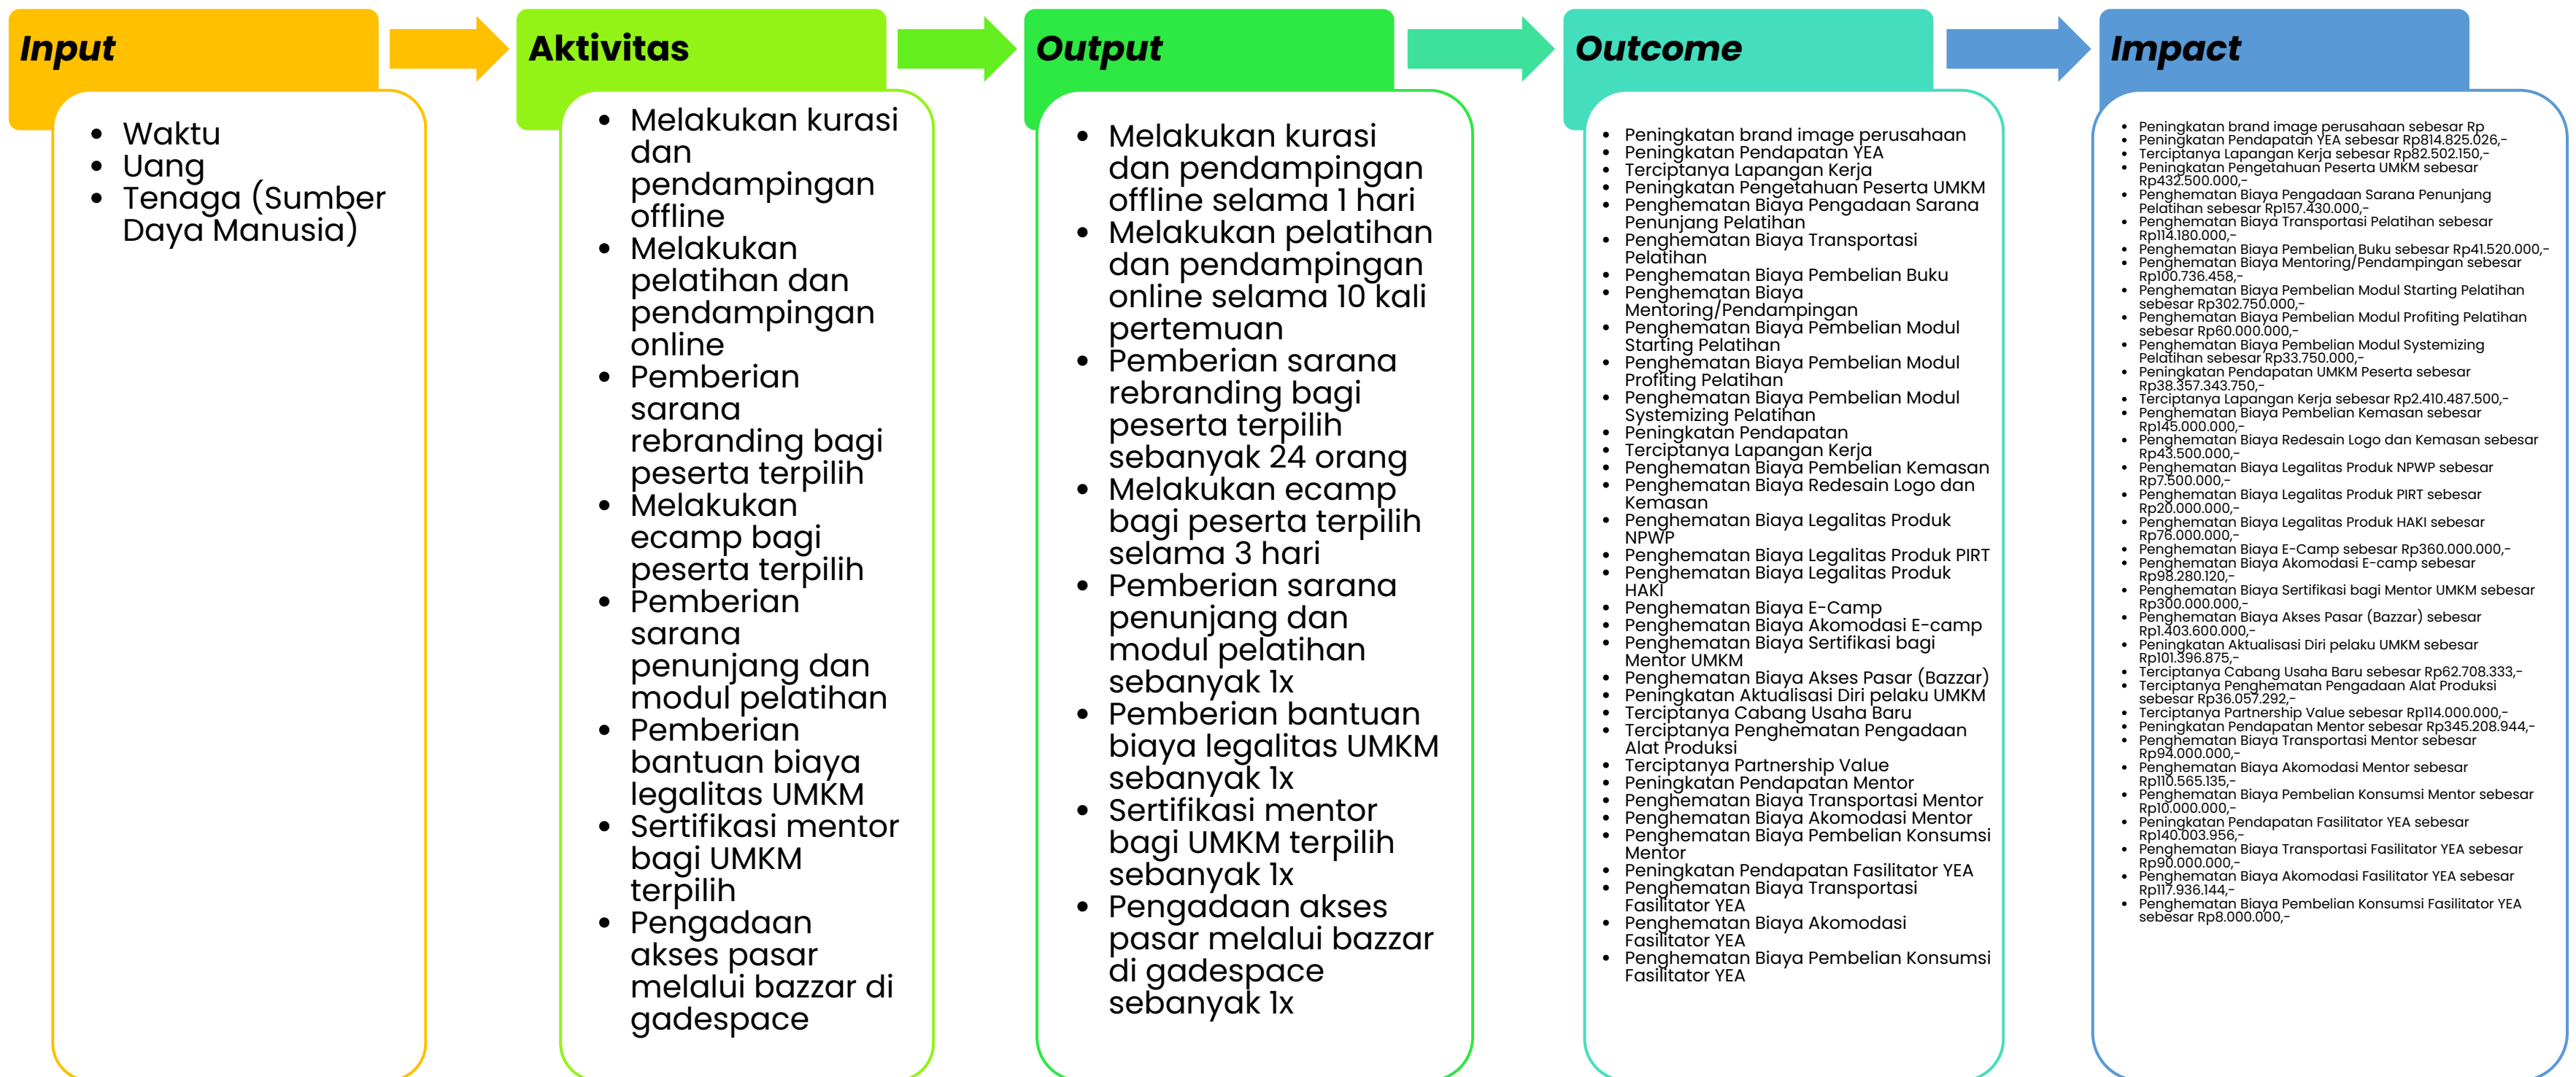 Input
Waktu
Uang
Tenaga (Sumber
Daya Manusia)
Aktivitas
Melakukan kurasi
dan
pendampingan
offline
Melakukan
pelatihan dan
pendampingan
online
Pemberian
sarana
rebranding bagi
peserta terpilih
Melakukan
ecamp bagi
peserta terpilih
Pemberian
sarana
penunjang dan
modul pelatihan
Pemberian
bantuan biaya
legalitas UMKM
Sertifikasi mentor
bagi UMKM
terpilih
Pengadaan
akses pasar
melalui bazzar di
gadespace
Output
Melakukan kurasi
dan pendampingan
offline selama 1 hari
Melakukan pelatihan
dan pendampingan
online selama 10 kali
pertemuan
Pemberian sarana
rebranding bagi
peserta terpilih
sebanyak 24 orang
Melakukan ecamp
bagi peserta terpilih
selama 3 hari
Pemberian sarana
penunjang dan
modul pelatihan
sebanyak 1x
Pemberian bantuan
biaya legalitas UMKM
sebanyak 1x
Sertifikasi mentor
bagi UMKM terpilih
sebanyak 1x
Pengadaan akses
pasar melalui bazzar
di gadespace
sebanyak 1x
Outcome
Peningkatan brand image perusahaan
Peningkatan Pendapatan YEA
Terciptanya Lapangan Kerja
Peningkatan Pengetahuan Peserta UMKM
Penghematan Biaya Pengadaan Sarana
Penunjang Pelatihan
Penghematan Biaya Transportasi
Pelatihan
Penghematan Biaya Pembelian Buku
Penghematan Biaya
Mentoring/Pendampingan
Penghematan Biaya Pembelian Modul
Starting Pelatihan
Penghematan Biaya Pembelian Modul
Profiting Pelatihan
Penghematan Biaya Pembelian Modul
Systemizing Pelatihan
Peningkatan Pendapatan
Terciptanya Lapangan Kerja
Penghematan Biaya Pembelian Kemasan
Penghematan Biaya Redesain Logo dan
Kemasan
Penghematan Biaya Legalitas Produk
NPWP
Penghematan Biaya Legalitas Produk PIRT
Penghematan Biaya Legalitas Produk
HAKI
Penghematan Biaya E-Camp
Penghematan Biaya Akomodasi E-camp
Penghematan Biaya Sertifikasi bagi
Mentor UMKM
Penghematan Biaya Akses Pasar (Bazzar)
Peningkatan Aktualisasi Diri pelaku UMKM
Terciptanya Cabang Usaha Baru
Terciptanya Penghematan Pengadaan
Alat Produksi
Terciptanya Partnership Value
Peningkatan Pendapatan Mentor
Penghematan Biaya Transportasi Mentor
Penghematan Biaya Akomodasi Mentor
Penghematan Biaya Pembelian Konsumsi
Mentor
Peningkatan Pendapatan Fasilitator YEA
Penghematan Biaya Transportasi
Fasilitator YEA
Penghematan Biaya Akomodasi
Fasilitator YEA
Penghematan Biaya Pembelian Konsumsi
Fasilitator YEA
Impact
Peningkatan brand image perusahaan sebesar Rp
Peningkatan Pendapatan YEA sebesar Rp814.825.026,-
Terciptanya Lapangan Kerja sebesar Rp82.502.150,-
Peningkatan Pengetahuan Peserta UMKM sebesar
Rp432.500.000,-
Penghematan Biaya Pengadaan Sarana Penunjang
Pelatihan sebesar Rp157.430.000,-
Penghematan Biaya Transportasi Pelatihan sebesar
Rp114.180.000,-
Penghematan Biaya Pembelian Buku sebesar Rp41.520.000,-
Penghematan Biaya Mentoring/Pendampingan sebesar
Rp100.736.458,-
Penghematan Biaya Pembelian Modul Starting Pelatihan
sebesar Rp302.750.000,-
Penghematan Biaya Pembelian Modul Profiting Pelatihan
sebesar Rp60.000.000,-
Penghematan Biaya Pembelian Modul Systemizing
Pelatihan sebesar Rp33.750.000,-
Peningkatan Pendapatan UMKM Peserta sebesar
Rp38.357.343.750,-
Terciptanya Lapangan Kerja sebesar Rp2.410.487.500,-
Penghematan Biaya Pembelian Kemasan sebesar
Rp145.000.000,-
Penghematan Biaya Redesain Logo dan Kemasan sebesar
Rp43.500.000,-
Penghematan Biaya Legalitas Produk NPWP sebesar
Rp7.500.000,-
Penghematan Biaya Legalitas Produk PIRT sebesar
Rp20.000.000,-
Penghematan Biaya Legalitas Produk HAKI sebesar
Rp76.000.000,-
Penghematan Biaya E-Camp sebesar Rp360.000.000,-
Penghematan Biaya Akomodasi E-camp sebesar
Rp98.280.120,-
Penghematan Biaya Sertifikasi bagi Mentor UMKM sebesar
Rp300.000.000,-
Penghematan Biaya Akses Pasar (Bazzar) sebesar
Rp1.403.600.000,-
Peningkatan Aktualisasi Diri pelaku UMKM sebesar
Rp101.396.875,-
Terciptanya Cabang Usaha Baru sebesar Rp62.708.333,-
Terciptanya Penghematan Pengadaan Alat Produksi
sebesar Rp36.057.292,-
Terciptanya Partnership Value sebesar Rp114.000.000,-
Peningkatan Pendapatan Mentor sebesar Rp345.208.944,-
Penghematan Biaya Transportasi Mentor sebesar
Rp94.000.000,-
Penghematan Biaya Akomodasi Mentor sebesar
Rp110.565.135,-
Penghematan Biaya Pembelian Konsumsi Mentor sebesar
Rp10.000.000,-
Peningkatan Pendapatan Fasilitator YEA sebesar
Rp140.003.956,-
Penghematan Biaya Transportasi Fasilitator YEA sebesar
Rp90.000.000,-
Penghematan Biaya Akomodasi Fasilitator YEA sebesar
Rp117.936.144,-
Penghematan Biaya Pembelian Konsumsi Fasilitator YEA
sebesar Rp8.000.000,-